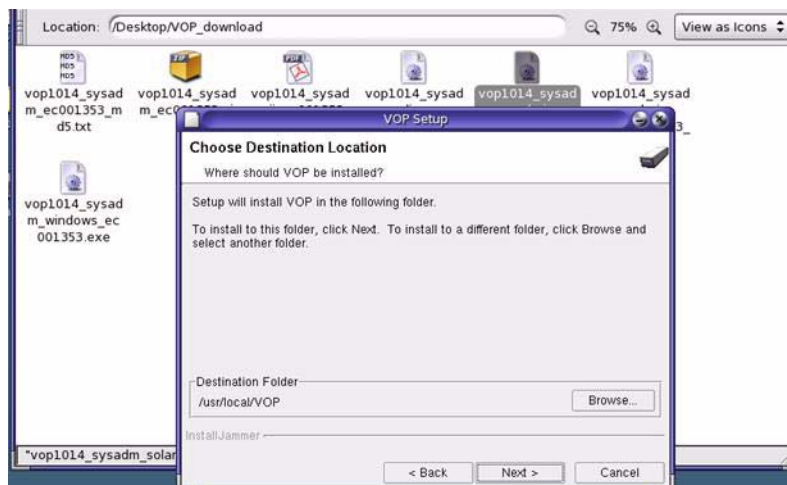 Location: /Desktop/VOP_download
75%
View as Icons
MD5
MD5
MD5
ZIP
PDF
vop1014_sysad
m_ec001353_m
d5.txt
vop1014_sysad
vop1014_sysad
vop1014_sysad
vop1014_sysad
vop1014_sysad
VOP Setup
Choose Destination Location
Where should VOP be installed?
vop1014_sysad
m_windows_ec
001353.exe
Setup will install VOP in the following folder.
To install to this folder, click Next. To install to a different folder, click Browse and
select another folder.
Destination Folder
/usr/local/VOP
Browse...
InstallJammer
"vop1014_sysadm_solar
< Back
Next >
Cancel